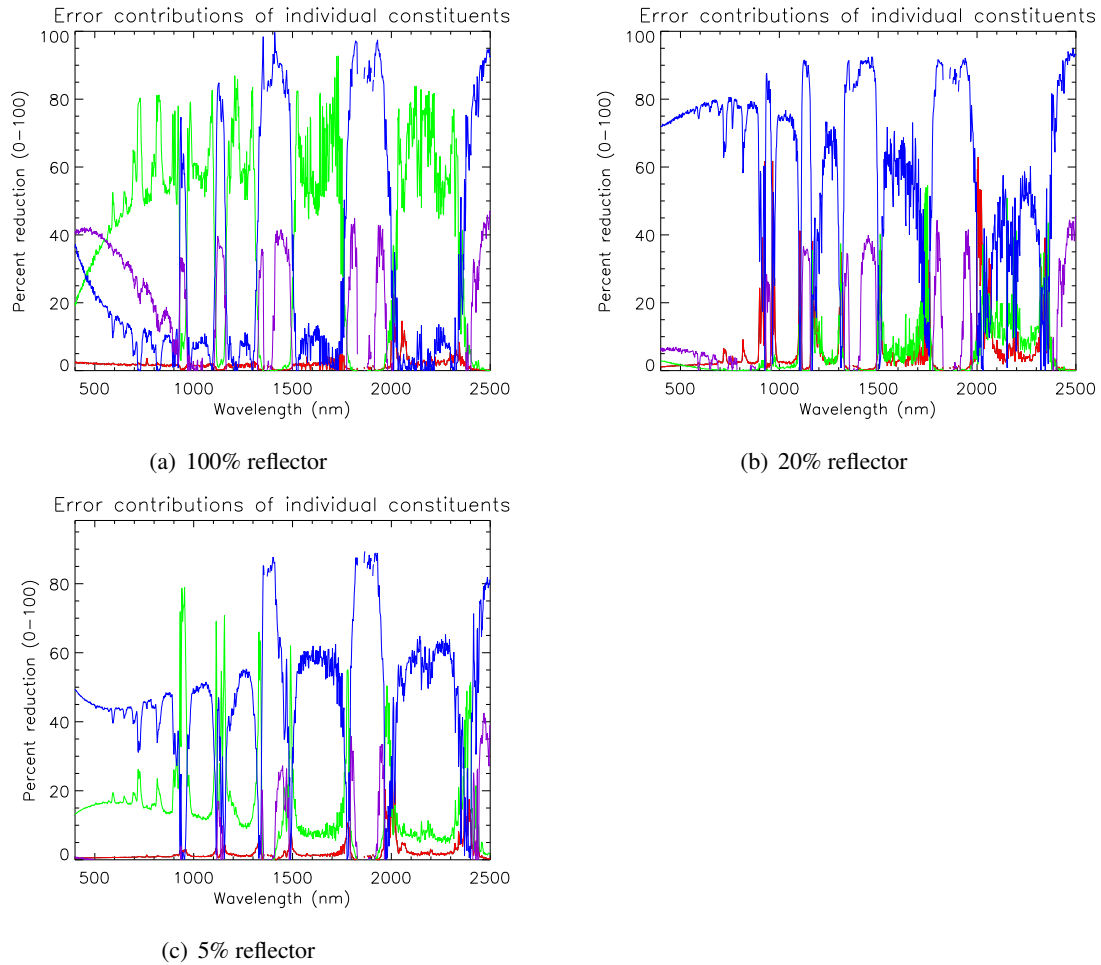 Error contributions of individual constituents
Percent reduction (0-100)
100
80
60
40
20
0
500 1000 1500 2000 2500
Wavelength (nm)
(a) 100% reflector
Error contributions of individual constituents
Percent reduction (0-100)
100
80
60
40
20
0
500 1000 1500 2000 2500
Wavelength (nm)
(b) 20% reflector
Error contributions of individual constituents
Percent reduction (0-100)
80
60
40
20
0
500 1000 1500 2000 2500
Wavelength (nm)
(c) 5% reflector